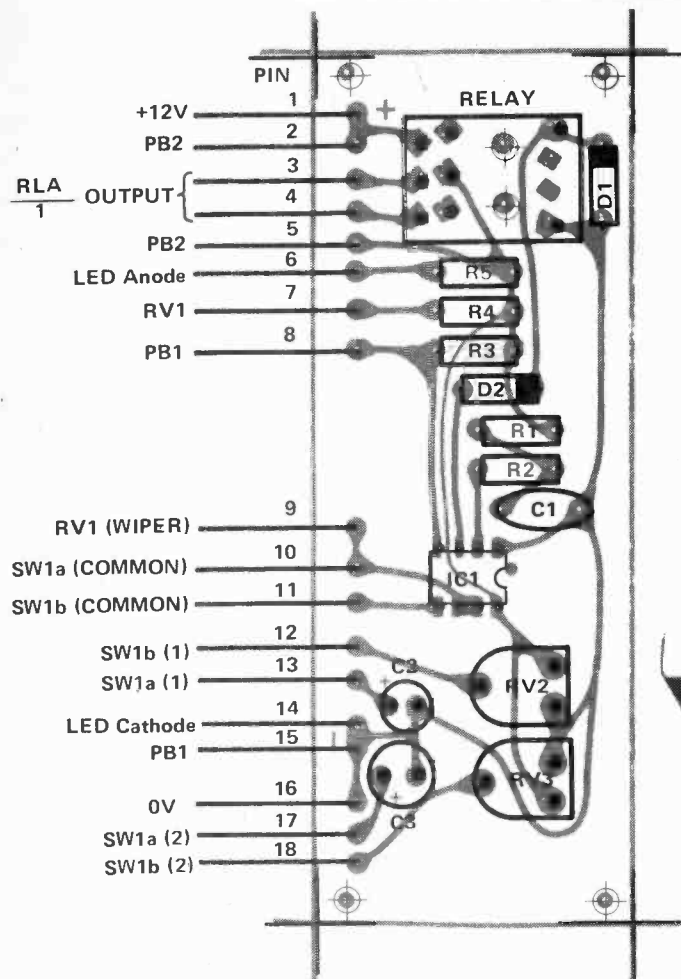 PIN
RELAY
1
+12V
+
2
PB2
3
RLA
1
OUTPUT
4
D1
5
PB2
6
LED Anode
R5
7
RV1
R4
8
PB1
R3
D2
R1
R2
9
C1
RV1 (WIPER)
10
SW1a (COMMON)
IC1
11
SW1b (COMMON)
12
SW1b (1)
C2
+
13
SW1a (1)
RV2
14
LED Cathode
15
PB1
RV3
16
0V
+
C3
17
SW1a (2)
18
SW1b (2)